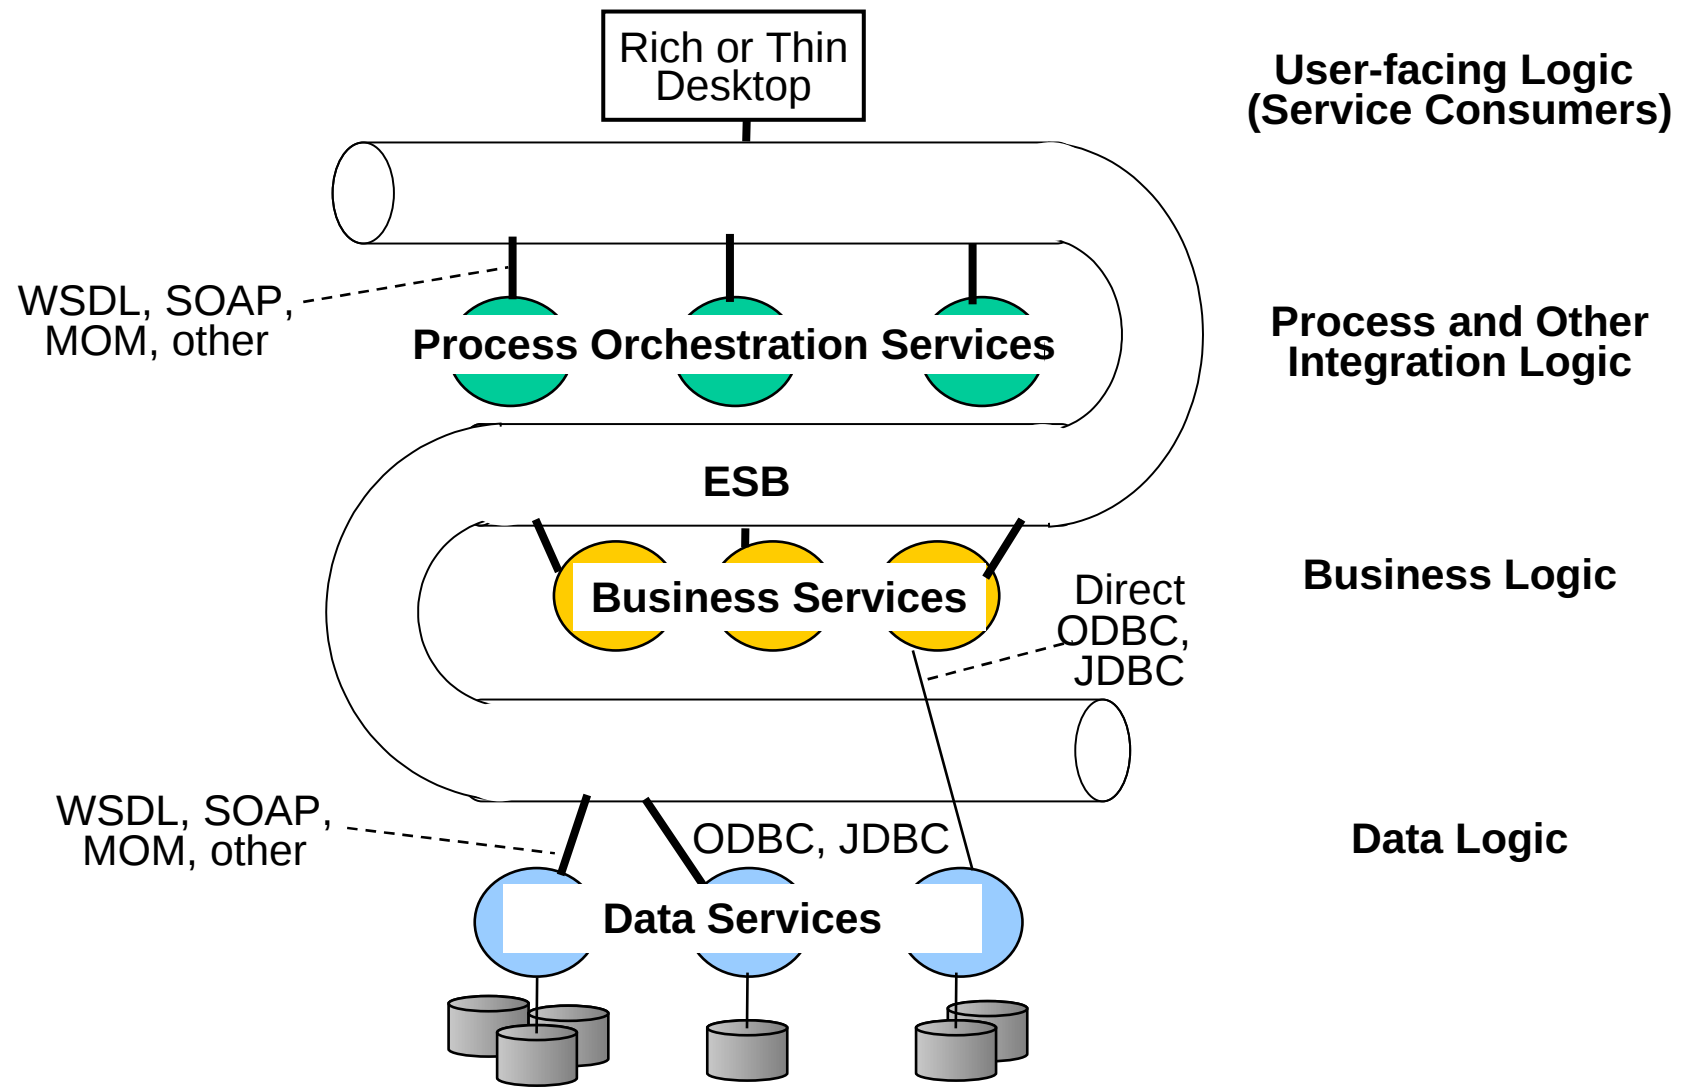 Rich or Thin
Desktop
User-facing Logic
(Service Consumers)
WSDL, SOAP,
MOM, other
Process Orchestration Services
Process and Other
Integration Logic
ESB
Business Services
Direct
ODBC,
JDBC
Business Logic
WSDL, SOAP,
MOM, other
ODBC, JDBC
Data Logic
Data Services